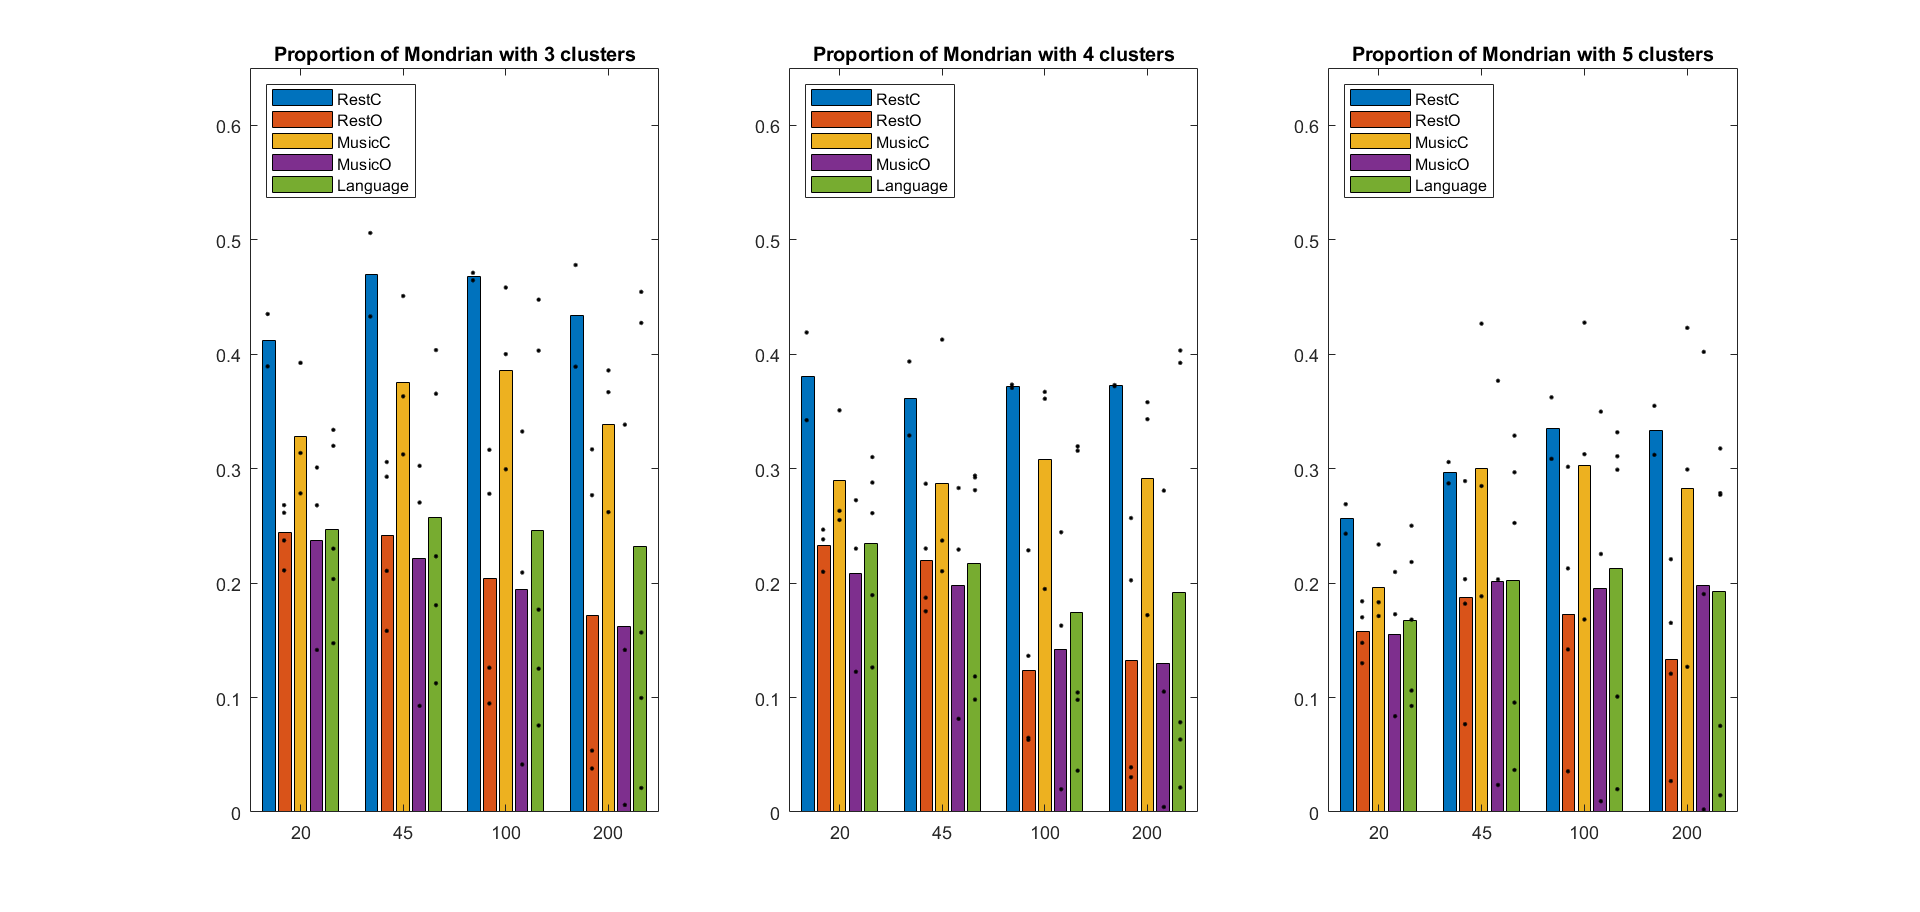 Proportion of Mondrian with 3 clusters
RestC
RestO
MusicC
MusicO
Language
0.6
0.5
0.4
0.3
0.2
0.1
0
20 45 100 200
Proportion of Mondrian with 4 clusters
RestC
RestO
MusicC
MusicO
Language
0.6
0.5
0.4
0.3
0.2
0.1
0
20 45 100 200
Proportion of Mondrian with 5 clusters
RestC
RestO
MusicC
MusicO
Language
0.6
0.5
0.4
0.3
0.2
0.1
0
20 45 100 200